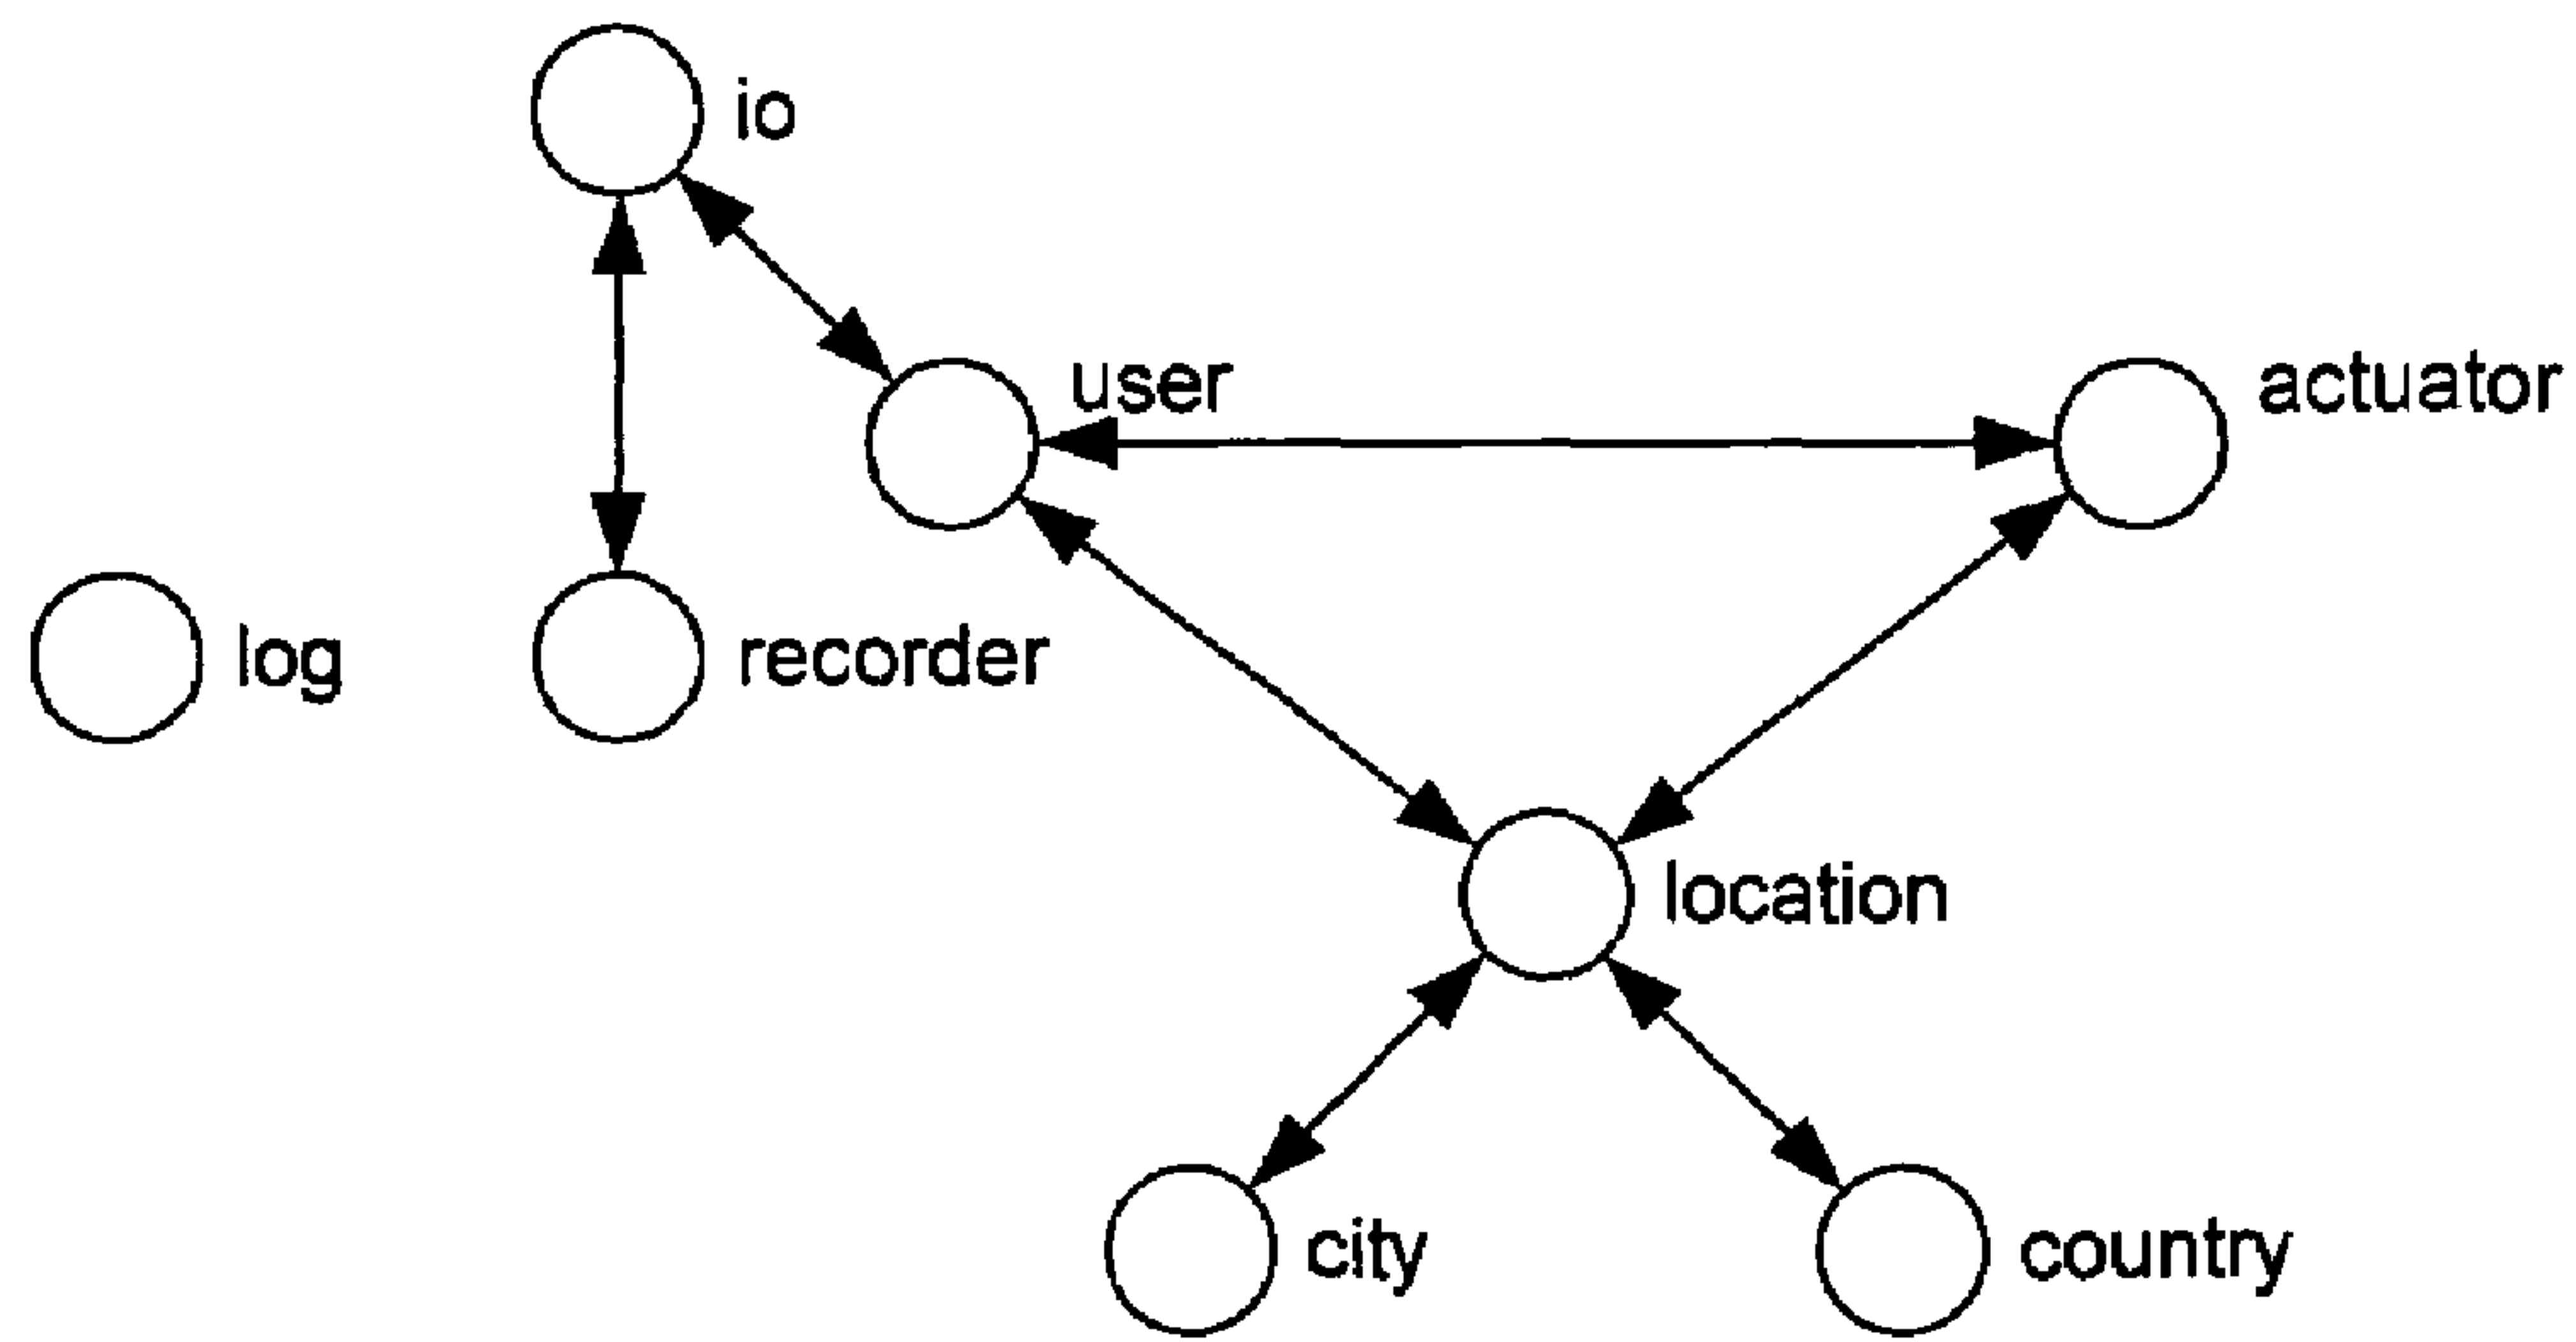 io
user
actuator
log
recorder
location
city
country